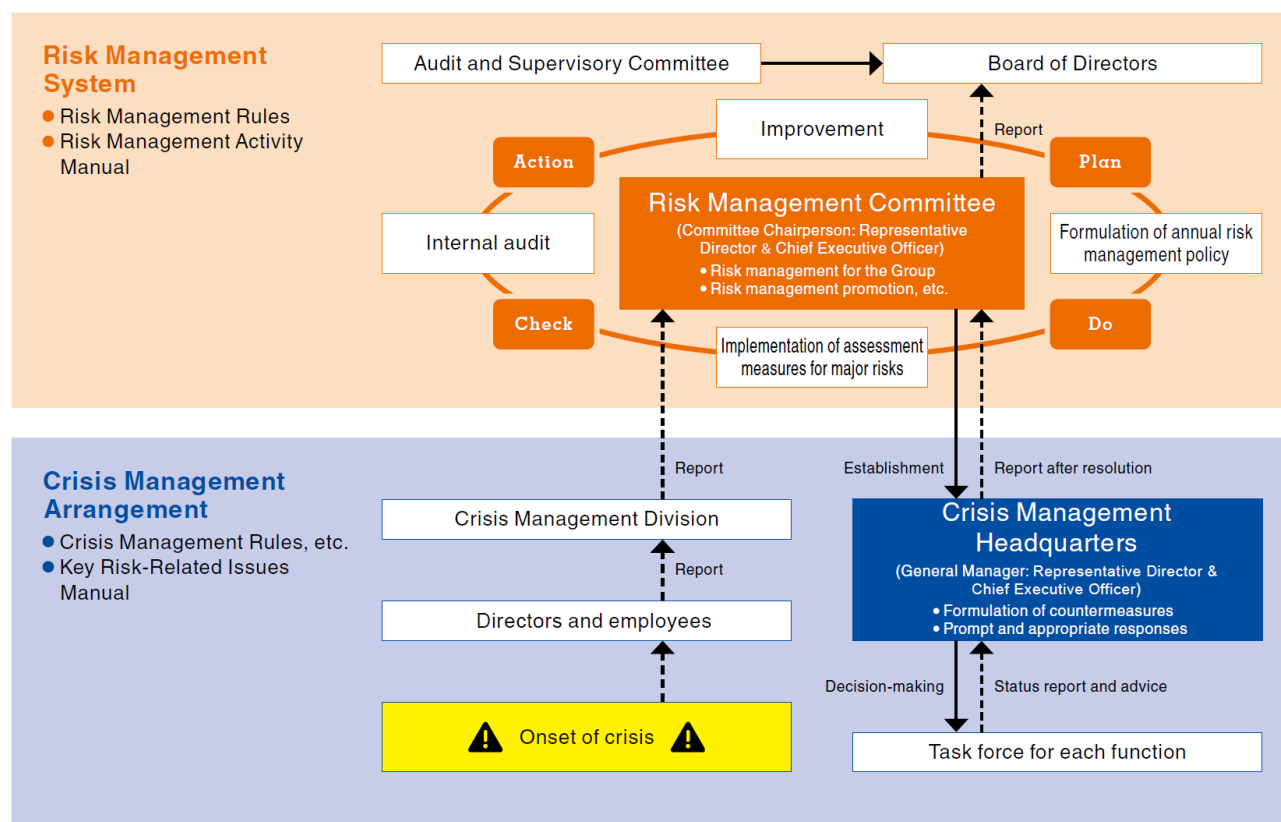 Risk Management
System
● Risk Management Rules
● Risk Management Activity
Manual
Audit and Supervisory Committee
Board of Directors
Improvement
Report
Action
Plan
Risk Management Committee
(Committee Chairperson: Representative
Director & Chief Executive Officer)
• Risk management for the Group
• Risk management promotion, etc.
Internal audit
Formulation of annual risk
management policy
Check
Do
Implementation of assessment
measures for major risks
Crisis Management
Arrangement
● Crisis Management Rules, etc.
● Key Risk-Related Issues
Manual
Report
Establishment
Report after resolution
Crisis Management Division
Report
Directors and employees
Onset of crisis
Crisis Management
Headquarters
(General Manager: Representative Director &
Chief Executive Officer)
• Formulation of countermeasures
• Prompt and appropriate responses
Decision-making
Status report and advice
Task force for each function